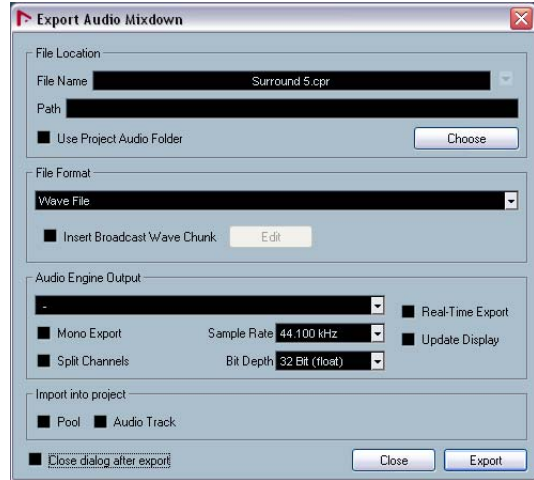 Export Audio Mixdown
File Location
File Name Surround 5.cpr
Path
Use Project Audio Folder Choose
File Format
Wave File
Insert Broadcast Wave Chunk Edit
Audio Engine Output
-
Real-Time Export
Mono Export Sample Rate 44.100 kHz
Update Display
Split Channels Bit Depth 32 Bit (float)
Import into project
Pool Audio Track
Close dialog after export Close Export